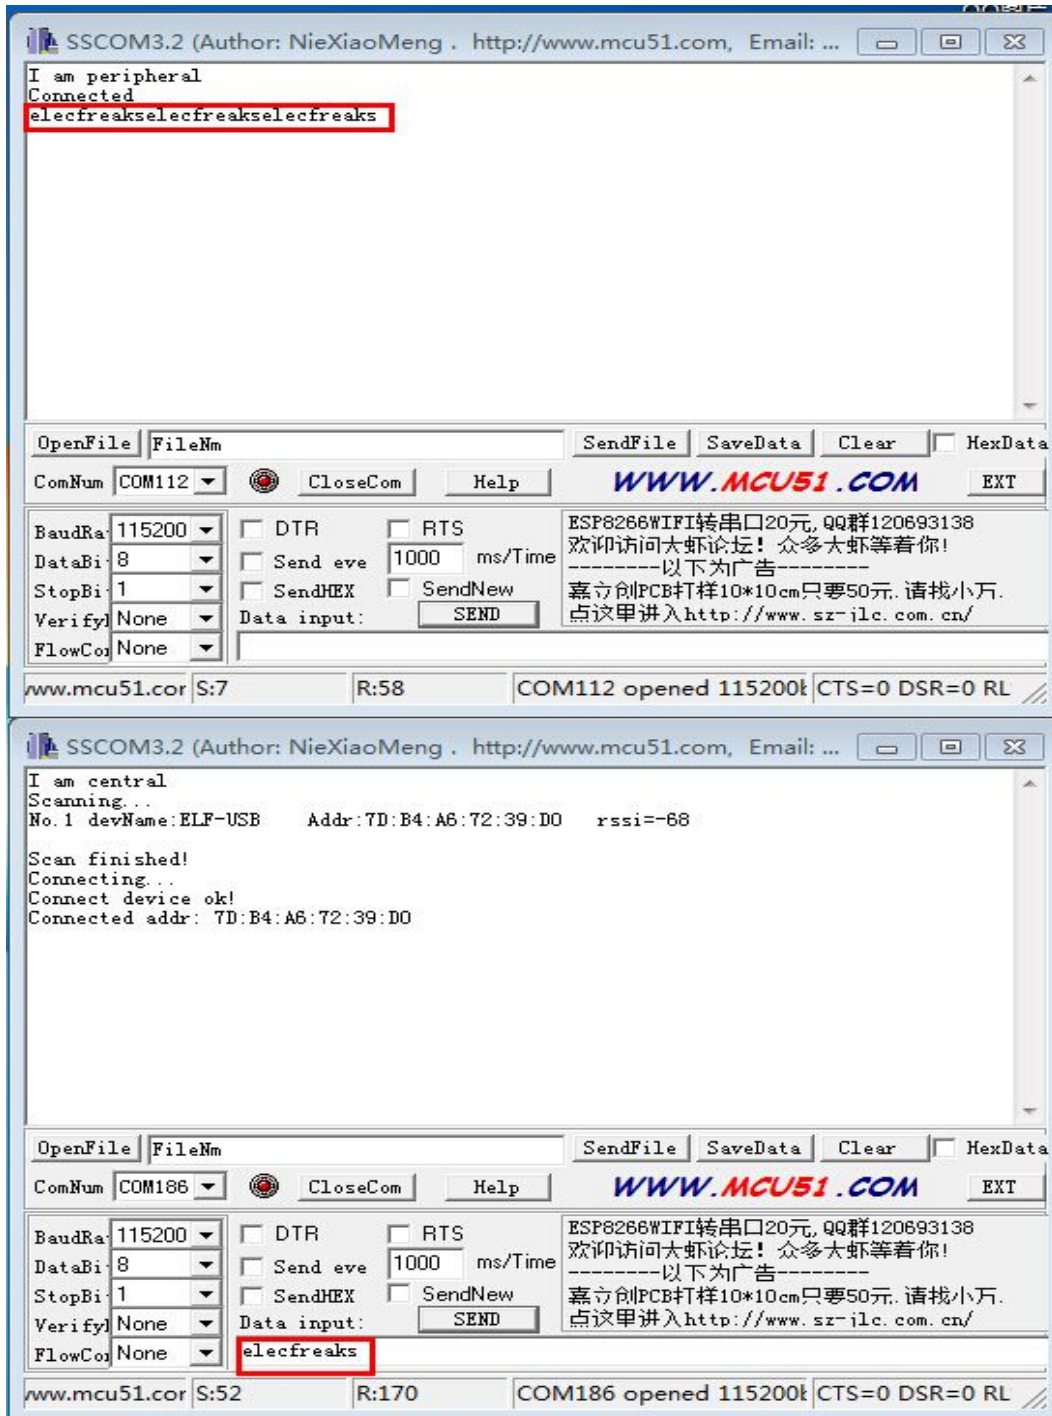 SSCOM3.2 (Author: NieXiaoMeng . http://www.mcu51.com, Email: ...
I am peripheral
Connected
elecfreakselecfreakselecfreaks
OpenFile FileNm SendFile SaveData Clear HexData
ComNum COM112 CloseCom Help WWW.MCU51.COM EXT
BaudRa 115200 DTR RTS
DataBi 8 Send eve 1000 ms/Time
StopBi 1 SendHEX SendNew
Verify None Data input: SEND
FlowCo None
ESP8266WIFI转串口20元,QQ群120693138
欢迎访问大虾论坛! 众多大虾等着你!
--------以下为广告--------
嘉立创PCB打样10*10cm只要50元.请找小万.
点这里进入http://www.sz-jlc.com.cn/
www.mcu51.cor S:7 R:58 COM112 opened 115200 CTS=0 DSR=0 RL
SSCOM3.2 (Author: NieXiaoMeng . http://www.mcu51.com, Email: ...
I am central
Scanning...
No.1 devName:ELF-USB Addr:7D:B4:A6:72:39:D0 rssi=-68
Scan finished!
Connecting...
Connect device ok!
Connected addr: 7D:B4:A6:72:39:D0
OpenFile FileNm SendFile SaveData Clear HexData
ComNum COM186 CloseCom Help WWW.MCU51.COM EXT
BaudRa 115200 DTR RTS
DataBi 8 Send eve 1000 ms/Time
StopBi 1 SendHEX SendNew
Verify None Data input: SEND
FlowCo None elecfreaks
ESP8266WIFI转串口20元,QQ群120693138
欢迎访问大虾论坛! 众多大虾等着你!
--------以下为广告--------
嘉立创PCB打样10*10cm只要50元.请找小万.
点这里进入http://www.sz-jlc.com.cn/
www.mcu51.cor S:52 R:170 COM186 opened 115200 CTS=0 DSR=0 RL